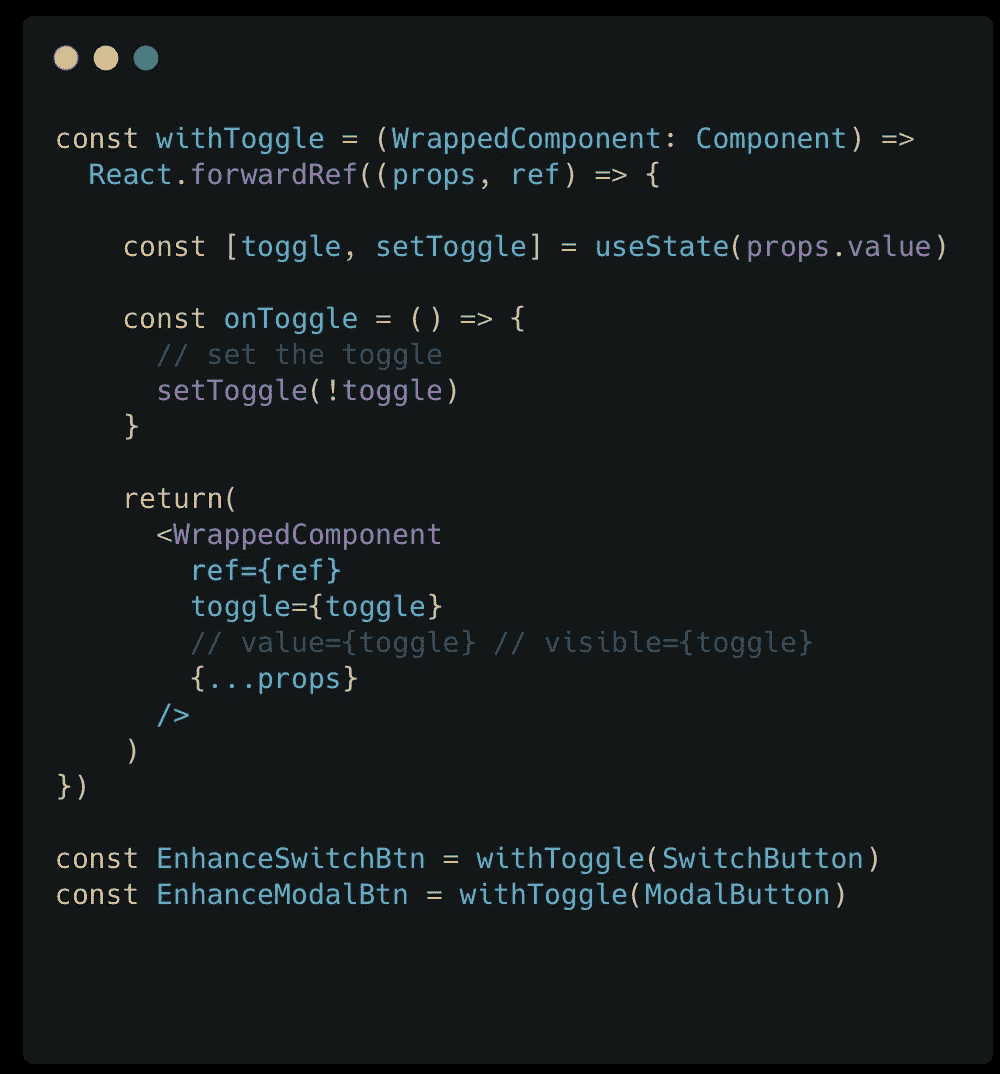 const withToggle = (WrappedComponent: Component) =>
  React.forwardRef((props, ref) => {

    const [toggle, setToggle] = useState(props.value)

    const onToggle = () => {
      // set the toggle
      setToggle(!toggle)
    }

    return(
      <WrappedComponent
        ref={ref}
        toggle={toggle}
        // value={toggle} // visible={toggle}
        {...props}
      />
    )
})

const EnhanceSwitchBtn = withToggle(SwitchButton)
const EnhanceModalBtn = withToggle(ModalButton)